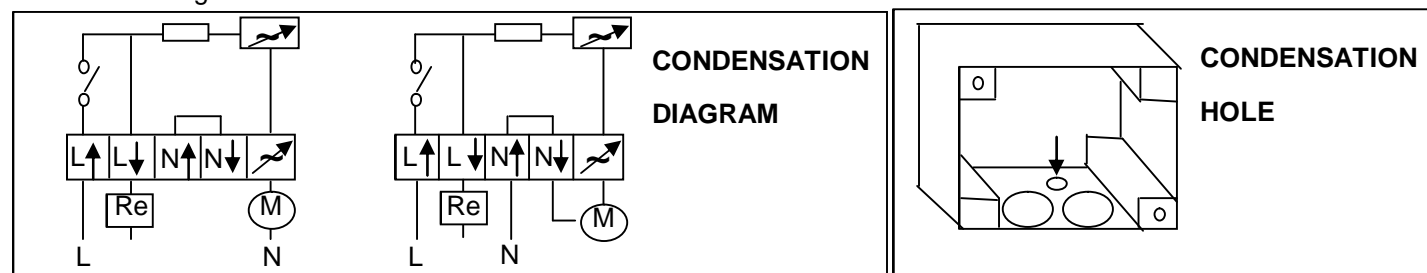 CONDENSATION
DIAGRAM
L L N N
Re M
L N
L L N N
Re M
L N
CONDENSATION
HOLE